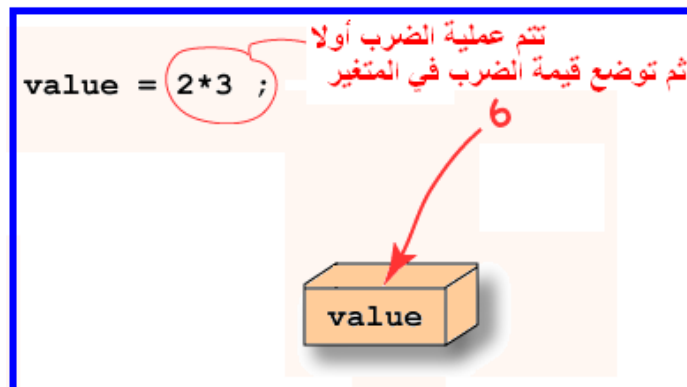 تتم عملية الضرب أولا
value = 2*3 ;
ثم توضع قيمة الضرب في المتغير
6
value